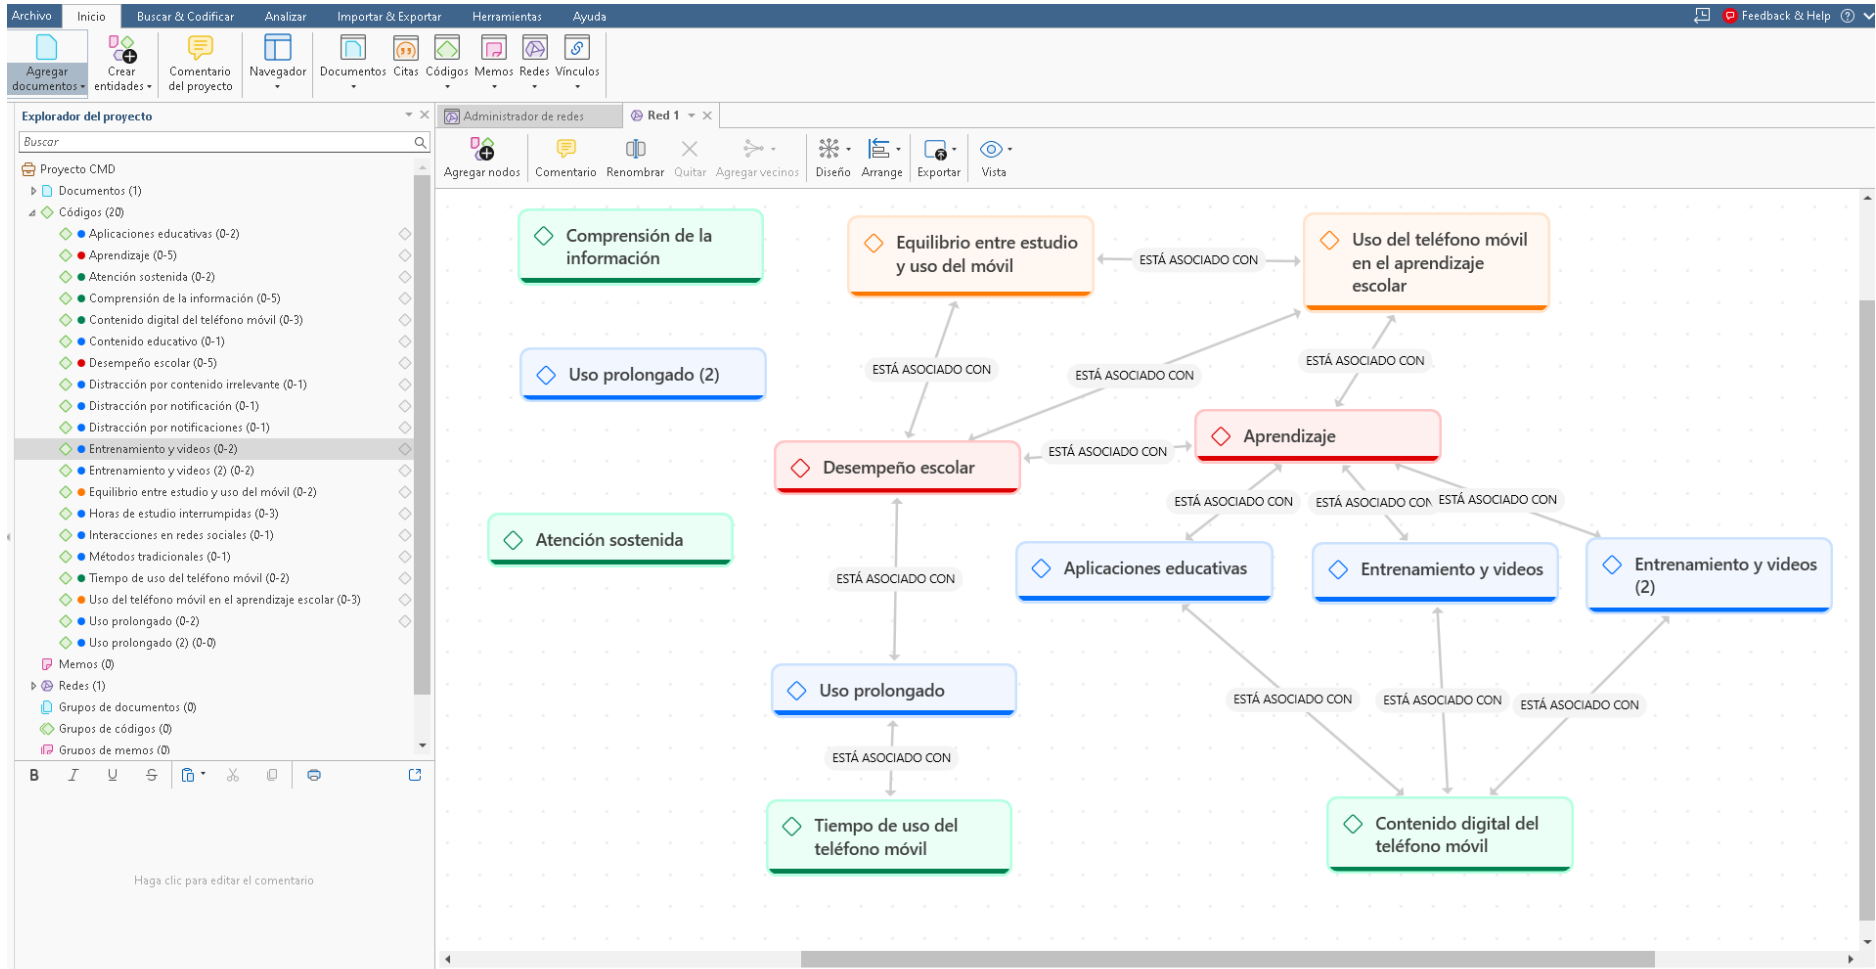 Archivo Inicio Buscar & Codificar Analizar Importar & Exportar Herramientas Ayuda Feedback & Help
Agregar documentos
Crear entidades
Comentario del proyecto
Navegador
Documentos Citas Códigos Memos Redes Vínculos
Explorador del proyecto
Buscar
Proyecto CMD
Documentos (1)
Códigos (20)
Aplicaciones educativas (0-2)
Aprendizaje (0-5)
Atención sostenida (0-2)
Comprensión de la información (0-5)
Contenido digital del teléfono móvil (0-3)
Contenido educativo (0-1)
Desempeño escolar (0-5)
Distracción por contenido irrelevante (0-1)
Distracción por notificación (0-1)
Distracción por notificaciones (0-1)
Entrenamiento y videos (0-2)
Entrenamiento y videos (2) (0-2)
Equilibrio entre estudio y uso del móvil (0-2)
Horas de estudio interrumpidas (0-3)
Interacciones en redes sociales (0-1)
Métodos tradicionales (0-1)
Tiempo de uso del teléfono móvil (0-2)
Uso del teléfono móvil en el aprendizaje escolar (0-3)
Uso prolongado (0-2)
Uso prolongado (2) (0-0)
Memos (0)
Redes (1)
Grupos de documentos (0)
Grupos de códigos (0)
Grupos de memos (0)
B I U S
Haga clic para editar el comentario
Administrador de redes Red 1
Agregar nodos Comentario Renombrar Quitar Agregar vecinos Diseño Arrange Exportar Vista
Comprensión de la
información
Equilibrio entre estudio
y uso del móvil
ESTÁ ASOCIADO CON
Uso del teléfono móvil
en el aprendizaje
escolar
Uso prolongado (2)
ESTÁ ASOCIADO CON
ESTÁ ASOCIADO CON
ESTÁ ASOCIADO CON
Desempeño escolar
ESTÁ ASOCIADO CON
Aprendizaje
ESTÁ ASOCIADO CON
ESTÁ ASOCIADO CON
ESTÁ ASOCIADO CON
Atención sostenida
Aplicaciones educativas
Entrenamiento y videos
Entrenamiento y videos
(2)
ESTÁ ASOCIADO CON
Uso prolongado
ESTÁ ASOCIADO CON
ESTÁ ASOCIADO CON
ESTÁ ASOCIADO CON
ESTÁ ASOCIADO CON
Tiempo de uso del
teléfono móvil
Contenido digital del
teléfono móvil